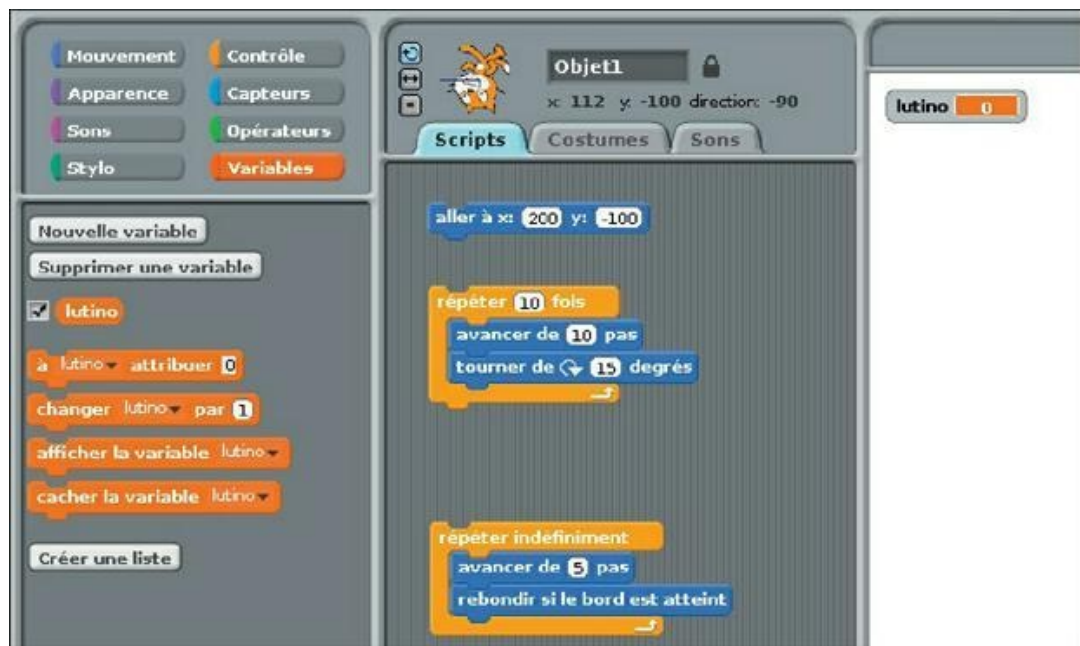 Mouvement
Contrôle
Apparence
Capteurs
Sons
Opérateurs
Stylo
Variables
Nouvelle variable
Supprimer une variable
lutino
à lutino attribuer 0
changer lutino par 1
afficher la variable lutino
cacher la variable lutino
Créer une liste
Objet1
x: 112 y: -100 direction: -90
Scripts
Costumes
Sons
aller à x: 200 y: -100
répéter 10 fois
avancer de 10 pas
tourner de 15 degrés
répéter indéfiniment
avancer de 5 pas
rebondir si le bord est atteint
lutino 0